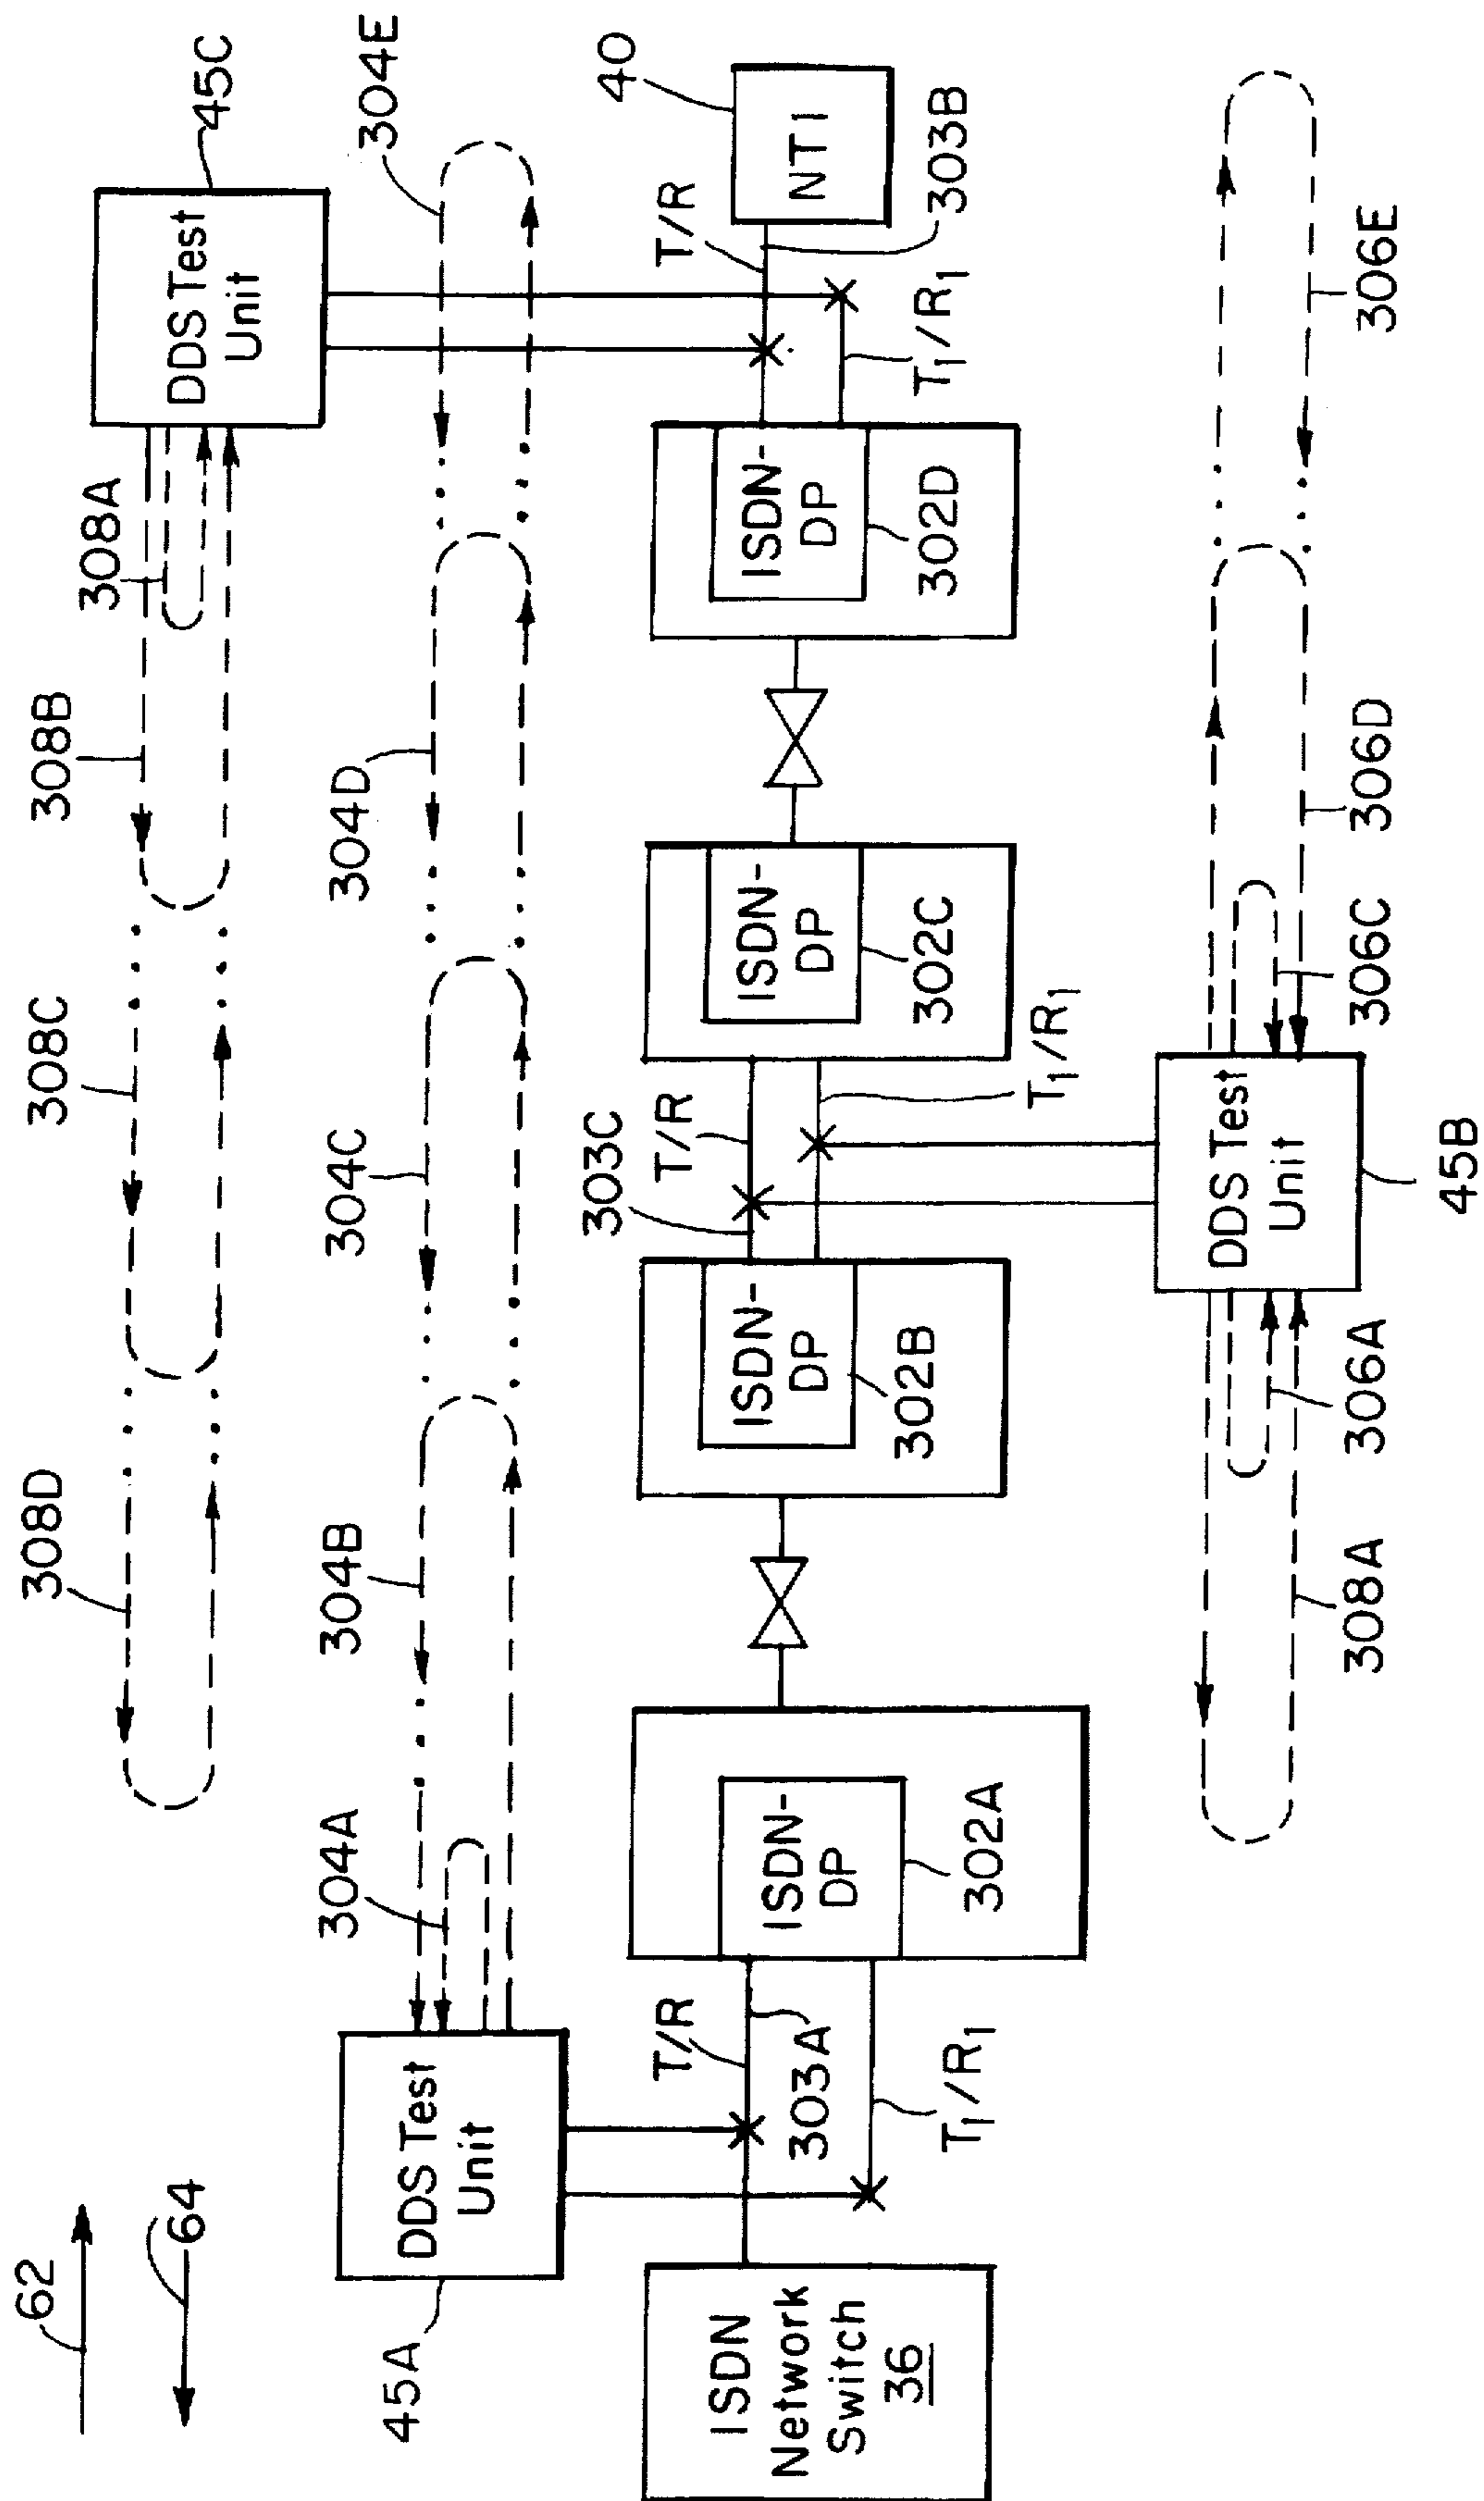 62
64
308D
308C
308B
308A
45C
DDS Test
Unit
304A
304B
304C
304D
304E
45A
DDS Test
Unit
ISDN
Network
Switch
36
T/R
303A
T1/R1
ISDN-
DP
302A
ISDN-
DP
302B
303C
T/R
T1/R1
ISDN-
DP
302C
ISDN-
DP
302D
T/R
T1/R1
303B
40
NT1
308A
306A
DDS Test
Unit
45B
306C
306D
306E